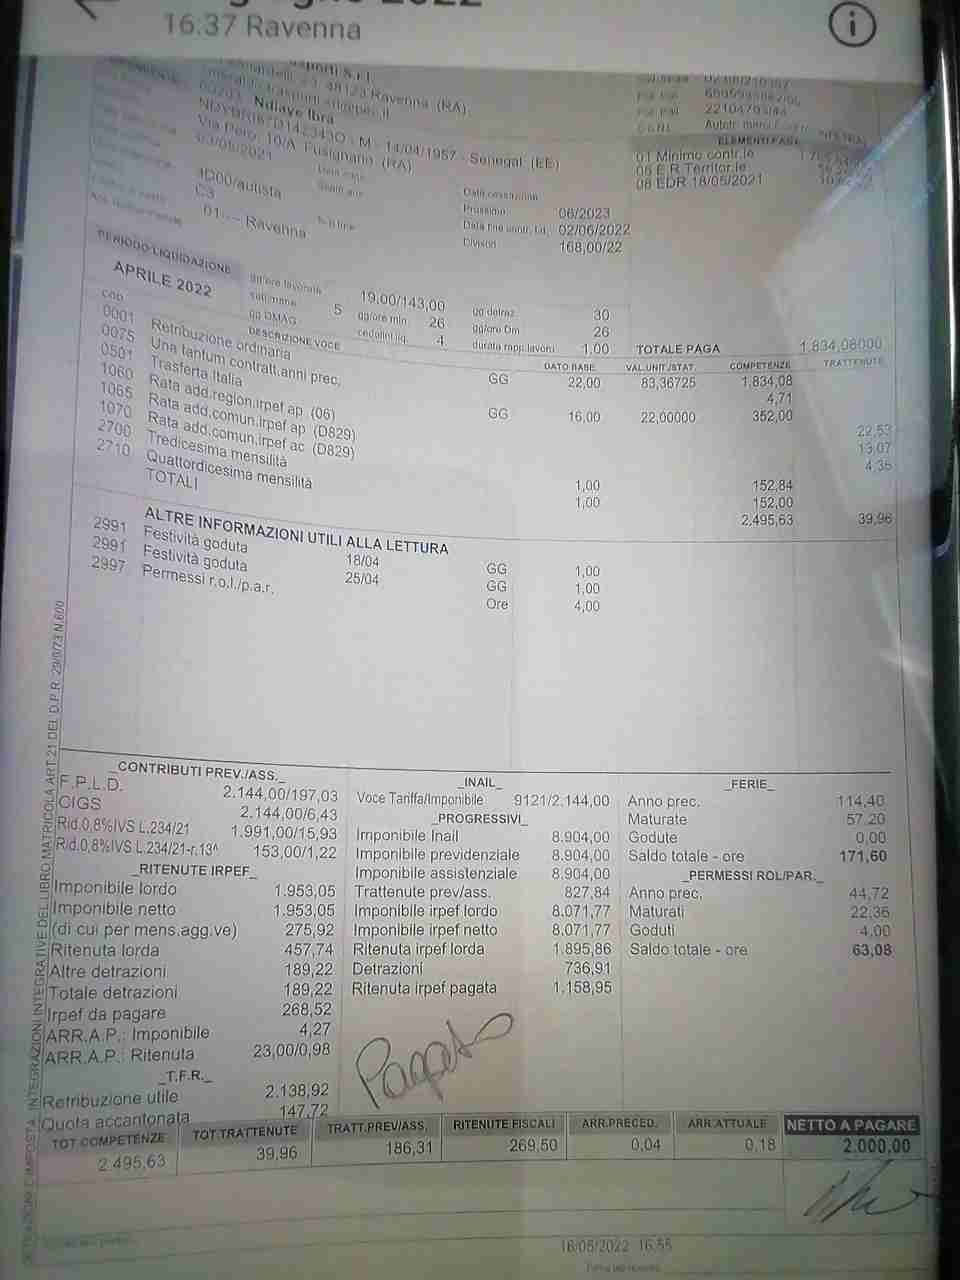 16:37 Ravenna
48123 Ravenna (RA)
Ndiaye Ibra
M - 14/04/1957 - Senegal (EE)
Via Pero, 10/A Fusignano (RA)
03/05/2021
ELEMENTI PAGA
01 Minimo contr.le
06 E.R Territor.le
08 EDR 18/05/2021
4D00/autista
C3
01.... Ravenna
Data cessazione
Prossimo 06/2023
Data fine contr. t.d. 02/06/2022
Divisori 168,00/22
PERIODO LIQUIDAZIONE
APRILE 2022
gg/ore lavorate 19,00/143,00
settimane 5
gg/ore min. 26
gg detraz. 30
gg/ore Dm 26
gg DMAG
cedolini liq. 4
durata rapp.lavoro 1,00
TOTALE PAGA 1.834,08000
COD. DESCRIZIONE VOCE DATO BASE VAL.UNIT./STAT. COMPETENZE TRATTENUTE
0001 Retribuzione ordinaria GG 22,00 83,36725 1.834,08
0075 Una tantum contratt.anni prec. 4,71
0501 Trasferta Italia GG 16,00 22,00000 352,00
1060 Rata add.region.irpef ap (06) 22,53
1065 Rata add.comun.irpef ap (D829) 13,07
1070 Rata add.comun.irpef ac (D829) 4,36
2700 Tredicesima mensilità 1,00 152,84
2710 Quattordicesima mensilità 1,00 152,00
TOTALI 2.495,63 39,96
ALTRE INFORMAZIONI UTILI ALLA LETTURA
2991 Festività goduta 18/04 GG 1,00
2991 Festività goduta 25/04 GG 1,00
2997 Permessi r.o.l./p.a.r. Ore 4,00
_CONTRIBUTI PREV./ASS._
F.P.L.D. 2.144,00/197,03
CIGS 2.144,00/6,43
Rid.0,8%IVS L.234/21 1.991,00/15,93
Rid.0,8%IVS L.234/21-r.13^ 153,00/1,22
_RITENUTE IRPEF_
Imponibile lordo 1.953,05
Imponibile netto 1.953,05
(di cui per mens.agg.ve) 275,92
Ritenuta lorda 457,74
Altre detrazioni 189,22
Totale detrazioni 189,22
Irpef da pagare 268,52
ARR.A.P.: Imponibile 4,27
ARR.A.P.: Ritenuta 23,00/0,98
_T.F.R._
Retribuzione utile 2.138,92
Quota accantonata 147,72
_INAIL_
Voce Tariffa/Imponibile 9121/2.144,00
_PROGRESSIVI_
Imponibile Inail 8.904,00
Imponibile previdenziale 8.904,00
Imponibile assistenziale 8.904,00
Trattenute prev/ass. 827,84
Imponibile irpef lordo 8.071,77
Imponibile irpef netto 8.071,77
Ritenuta irpef lorda 1.895,86
Detrazioni 736,91
Ritenuta irpef pagata 1.158,95
_FERIE_
Anno prec. 114,40
Maturate 57,20
Godute 0,00
Saldo totale - ore 171,60
_PERMESSI ROL/PAR._
Anno prec. 44,72
Maturati 22,36
Goduti 4,00
Saldo totale - ore 63,08
Pagato
TOT COMPETENZE 2.495,63
TOT TRATTENUTE 39,96
TRATT.PREV/ASS. 186,31
RITENUTE FISCALI 269,50
ARR.PRECED. 0,04
ARR.ATTUALE 0,18
NETTO A PAGARE 2.000,00
16/05/2022 16.55